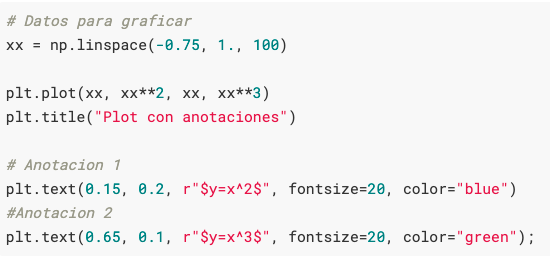 # Datos para graficar
xx = np.linspace(-0.75, 1., 100)
plt.plot(xx, xx**2, xx, xx**3)
plt.title("Plot con anotaciones")
# Anotacion 1
plt.text(0.15, 0.2, r"$y=x^2$", fontsize=20, color="blue")
#Anotacion 2
plt.text(0.65, 0.1, r"$y=x^3$", fontsize=20, color="green");